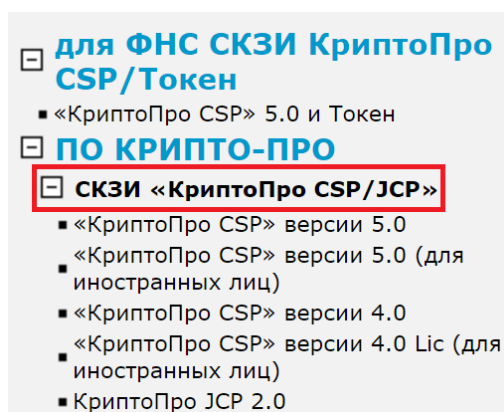 для ФНС СКЗИ КриптоПро
CSP/Токен
«КриптоПро CSP» 5.0 и Токен
ПО КРИПТО-ПРО
СКЗИ «КриптоПро CSP/JCP»
«КриптоПро CSP» версии 5.0
«КриптоПро CSP» версии 5.0 (для
иностранных лиц)
«КриптоПро CSP» версии 4.0
«КриптоПро CSP» версии 4.0 Lic (для
иностранных лиц)
КриптоПро JCP 2.0